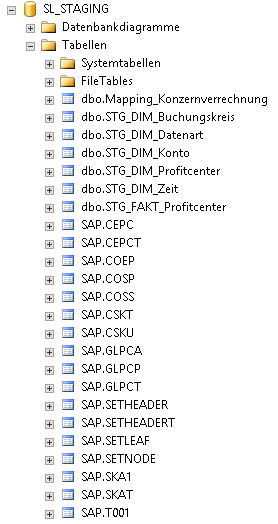 SL_STAGING
Datenbankdiagramme
Tabellen
Systemtabellen
FileTables
dbo.Mapping_Konzernverrechnung
dbo.STG_DIM_Buchungskreis
dbo.STG_DIM_Datenart
dbo.STG_DIM_Konto
dbo.STG_DIM_Profitcenter
dbo.STG_DIM_Zeit
dbo.STG_FAKT_Profitcenter
SAP.CEPC
SAP.CEPCT
SAP.COEP
SAP.COSP
SAP.COSS
SAP.CSKT
SAP.CSKU
SAP.GLPCA
SAP.GLPCP
SAP.GLPCT
SAP.SETHEADER
SAP.SETHEADERT
SAP.SETLEAF
SAP.SETNODE
SAP.SKA1
SAP.SKAT
SAP.T001